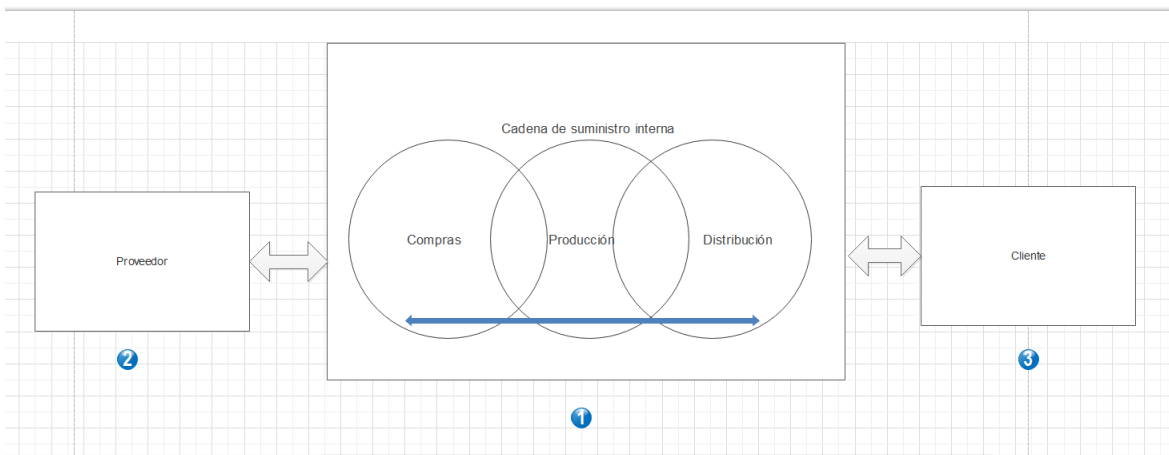 Cadena de suministro interna
Compras
Producción
Distribución
Proveedor
Cliente
2
3
1